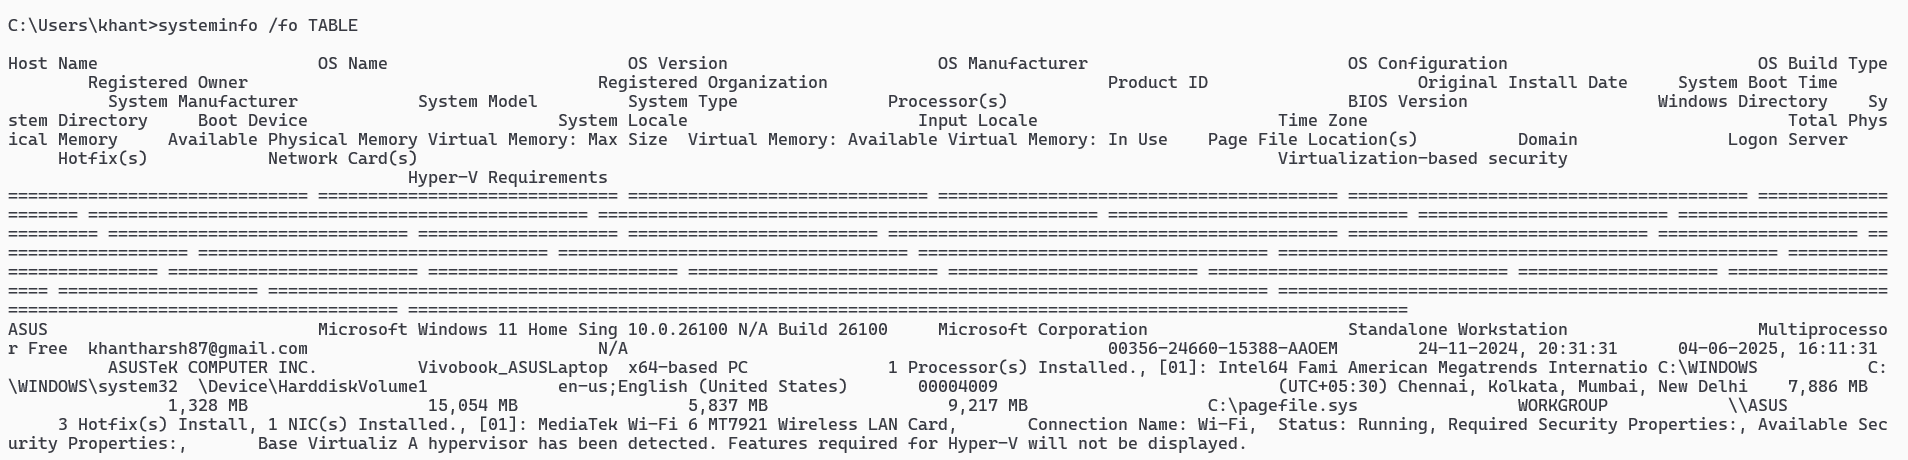 C:\Users\khant>systeminfo /fo TABLE
Host Name                      OS Name                        OS Version                     OS Manufacturer                          OS Configuration                         OS Build Type
        Registered Owner                                   Registered Organization                            Product ID                     Original Install Date     System Boot Time
          System Manufacturer            System Model         System Type               Processor(s)                                  BIOS Version                   Windows Directory    Sy
stem Directory     Boot Device                         System Locale                       Input Locale                        Time Zone                                          Total Phys
ical Memory     Available Physical Memory Virtual Memory: Max Size  Virtual Memory: Available Virtual Memory: In Use    Page File Location(s)          Domain               Logon Server
     Hotfix(s)            Network Card(s)                                                                                      Virtualization-based security
                                        Hyper-V Requirements
============================== ============================== ============================== ======================================== ======================================== =============
======= ================================================== ================================================== ============================== ========================= =====================
========= ============================== ==================== ========================= ============================================= ============================== ==================== ==
================== =================================== =================================== =================================== ================================================== ==========
=============== ========================= ========================= ========================= ========================= ============================== ==================== ================
==== ==================== ==================================================================================================== =============================================================
======================================= ====================================================================================================
ASUS                           Microsoft Windows 11 Home Sing 10.0.26100 N/A Build 26100     Microsoft Corporation                    Standalone Workstation                   Multiprocesso
r Free  khantharsh87@gmail.com                             N/A                                                00356-24660-15388-AAOEM        24-11-2024, 20:31:31      04-06-2025, 16:11:31
          ASUSTeK COMPUTER INC.          Vivobook_ASUSLaptop  x64-based PC              1 Processor(s) Installed., [01]: Intel64 Fami American Megatrends Internatio C:\WINDOWS           C:
\WINDOWS\system32  \Device\HarddiskVolume1             en-us;English (United States)       00004009                            (UTC+05:30) Chennai, Kolkata, Mumbai, New Delhi    7,886 MB
                1,328 MB                  15,054 MB                 5,837 MB                  9,217 MB                  C:\pagefile.sys                WORKGROUP            \\ASUS
     3 Hotfix(s) Install, 1 NIC(s) Installed., [01]: MediaTek Wi-Fi 6 MT7921 Wireless LAN Card,       Connection Name: Wi-Fi,  Status: Running, Required Security Properties:, Available Sec
urity Properties:,       Base Virtualiz A hypervisor has been detected. Features required for Hyper-V will not be displayed.